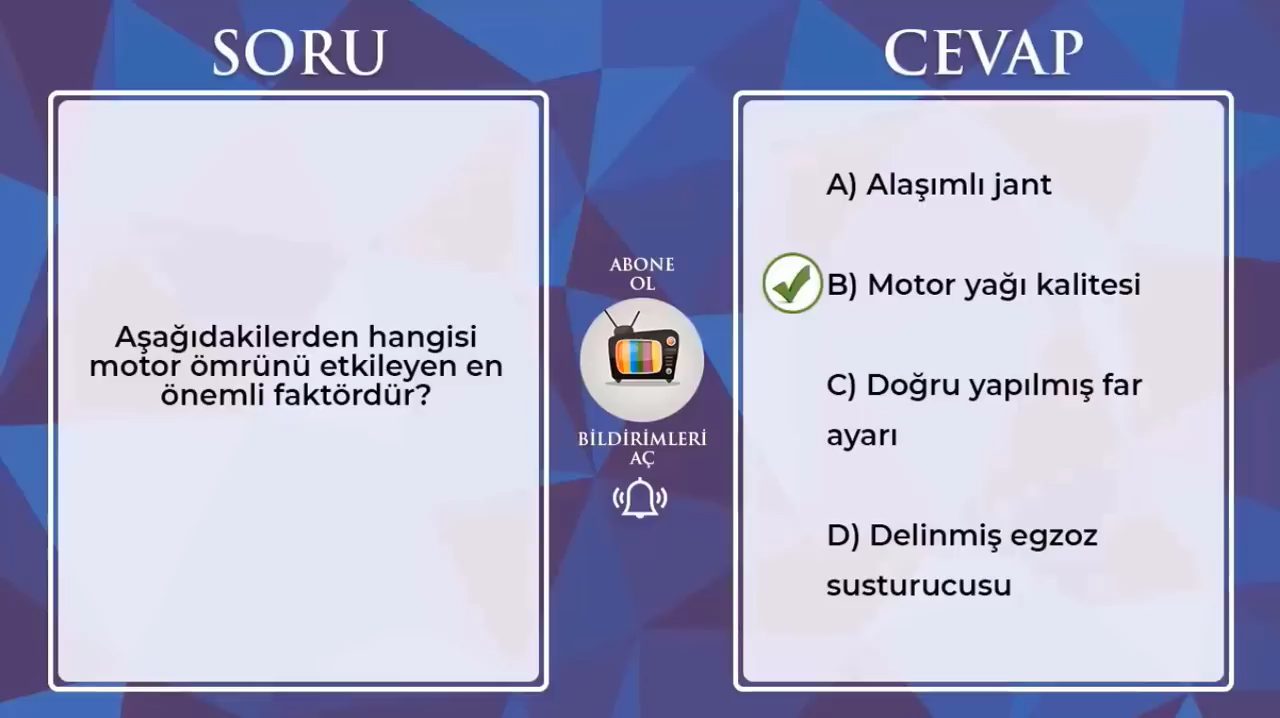 SORU
Aşağıdakilerden hangisi
motor ömrünü etkileyen en
önemli faktördür?
ABONE
OL
BİLDİRİMLERİ
AÇ
CEVAP
A) Alaşımlı jant
B) Motor yağı kalitesi
C) Doğru yapılmış far
ayarı
D) Delinmiş egzoz
susturucusu